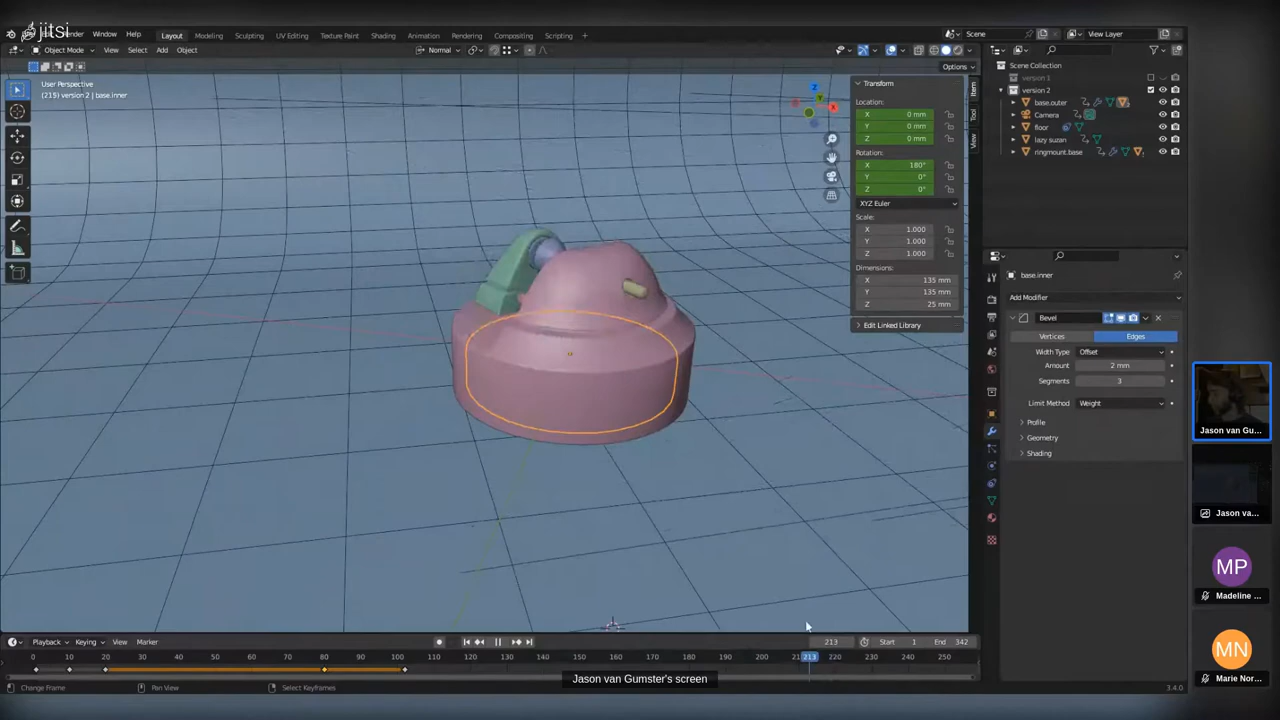 jitsi
Render Window Help
Layout Modeling Sculpting UV Editing Texture Paint Shading Animation Rendering Compositing Scripting +
Scene
View Layer
Object Mode View Select Add Object
Normal
Options
User Perspective
(215) version 2 | base.inner
Transform
Location:
X 0 mm
Y 0 mm
Z 0 mm
Rotation:
X 180°
Y 0°
Z 0°
XYZ Euler
Scale:
X 1.000
Y 1.000
Z 1.000
Dimensions:
X 135 mm
Y 135 mm
Z 25 mm
Edit Linked Library
Item
Tool
View
Z
Y
X
Scene Collection
version 1
version 2
base.outer
Camera
floor
lazy suzan
ringmount.base
base.inner
Add Modifier
Bevel
Vertices Edges
Width Type Offset
Amount 2 mm
Segments 3
Limit Method Weight
Profile
Geometry
Shading
Jason van Gu...
Jason va...
MP
Madeline ...
MN
Marie Nor...
Playback Keying View Marker
213 Start 1 End 342
0 10 20 30 40 50 60 70 80 90 100 110 120 130 140 150 160 170 180 190 200 213 220 230 240 250
Change Frame Pan View Select Keyframes
3.4.0
Jason van Gumster's screen